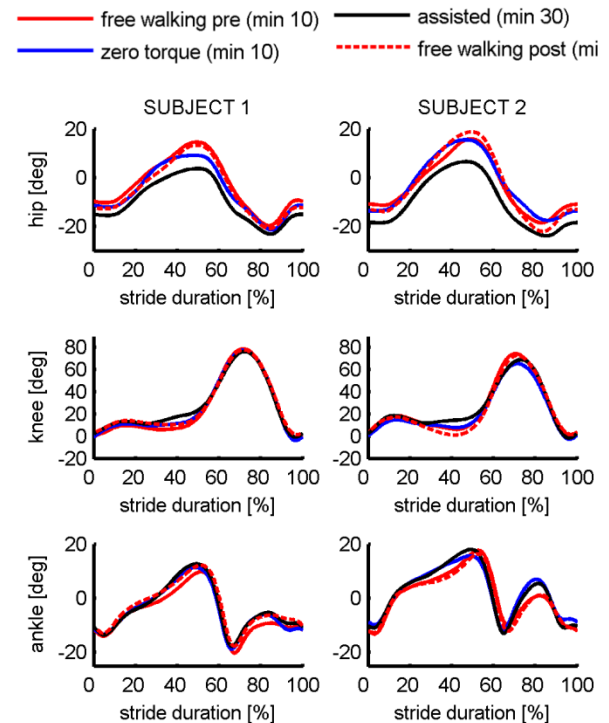 free walking pre (min 10)
assisted (min 30)
zero torque (min 10)
free walking post (mi
SUBJECT 1
SUBJECT 2
hip [deg]
20
0
-20
0 20 40 60 80 100
stride duration [%]
0 20 40 60 80 100
stride duration [%]
knee [deg]
80
60
40
20
0
-20
0 20 40 60 80 100
stride duration [%]
80
60
40
20
0
-20
0 20 40 60 80 100
stride duration [%]
ankle [deg]
20
0
-20
0 20 40 60 80 100
stride duration [%]
20
0
-20
0 20 40 60 80 100
stride duration [%]